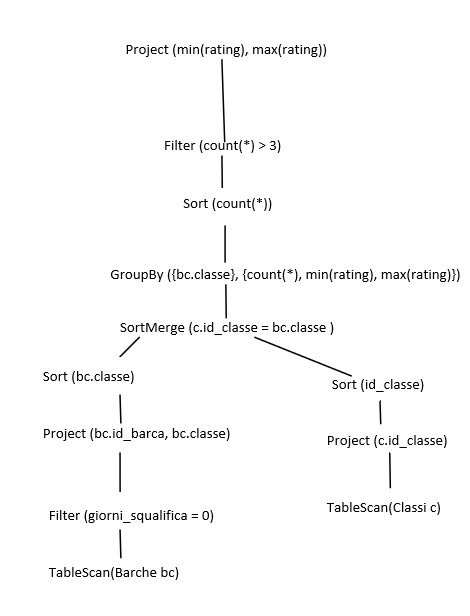 Project (min(rating), max(rating))
Filter (count(*) > 3)
Sort (count(*))
GroupBy ({bc.classe}, {count(*), min(rating), max(rating)})
SortMerge (c.id_classe = bc.classe )
Sort (bc.classe)
Sort (id_classe)
Project (bc.id_barca, bc.classe)
Project (c.id_classe)
Filter (giorni_squalifica = 0)
TableScan(Classi c)
TableScan(Barche bc)